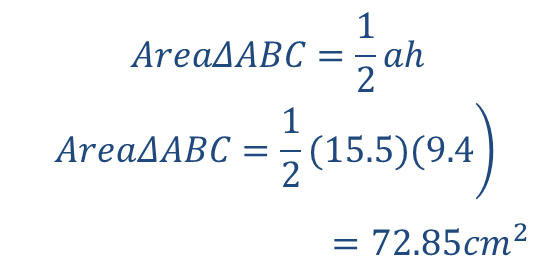 AreaΔABC = 1/2 ah
AreaΔABC = 1/2 (15.5)(9.4)
= 72.85cm²